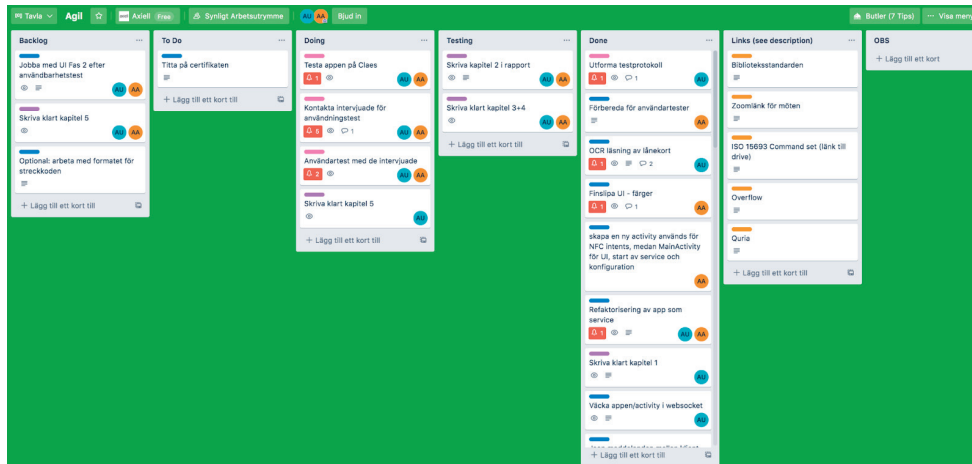 Tavla
Agil
Axiell
Free
Synligt Arbetsutrymme
AU AA
Bjud in
Butler (7 Tips)
Visa meny
Backlog
Jobba med UI Fas 2 efter
användbarhetstest
AU AA
Skriva klart kapitel 5
AU AA
Optional: arbeta med formatet för
streckkoden
+ Lägg till ett kort till
To Do
Titta på certifikaten
+ Lägg till ett kort till
Doing
Testa appen på Claes
1
AU AA
Kontakta intervjuade för
användningstest
5 1
AU AA
Användartest med de intervjuade
2
AU AA
Skriva klart kapitel 5
AU
+ Lägg till ett kort till
Testing
Skriva kapitel 2 i rapport
AU AA
Skriva klart kapitel 3+4
AU AA
+ Lägg till ett kort till
Done
Utforma testprotokoll
1 1
AU
Förbereda för användartester
AA
OCR läsning av lånekort
1 2
AU
Finslipa UI - färger
1 1
AA
skapa en ny activity används för
NFC intents, medan MainActivity
för UI, start av service och
konfiguration
AA
Refaktorisering av app som
service
1
AU AA
Skriva klart kapitel 1
AU
Väcka appen/activity i websocket
AU
+ Lägg till ett kort till
Links (see description)
Biblioteksstandarden
Zoomlänk för möten
ISO 15693 Command set (länk till
drive)
Overflow
Quria
+ Lägg till ett kort till
OBS
+ Lägg till ett kort